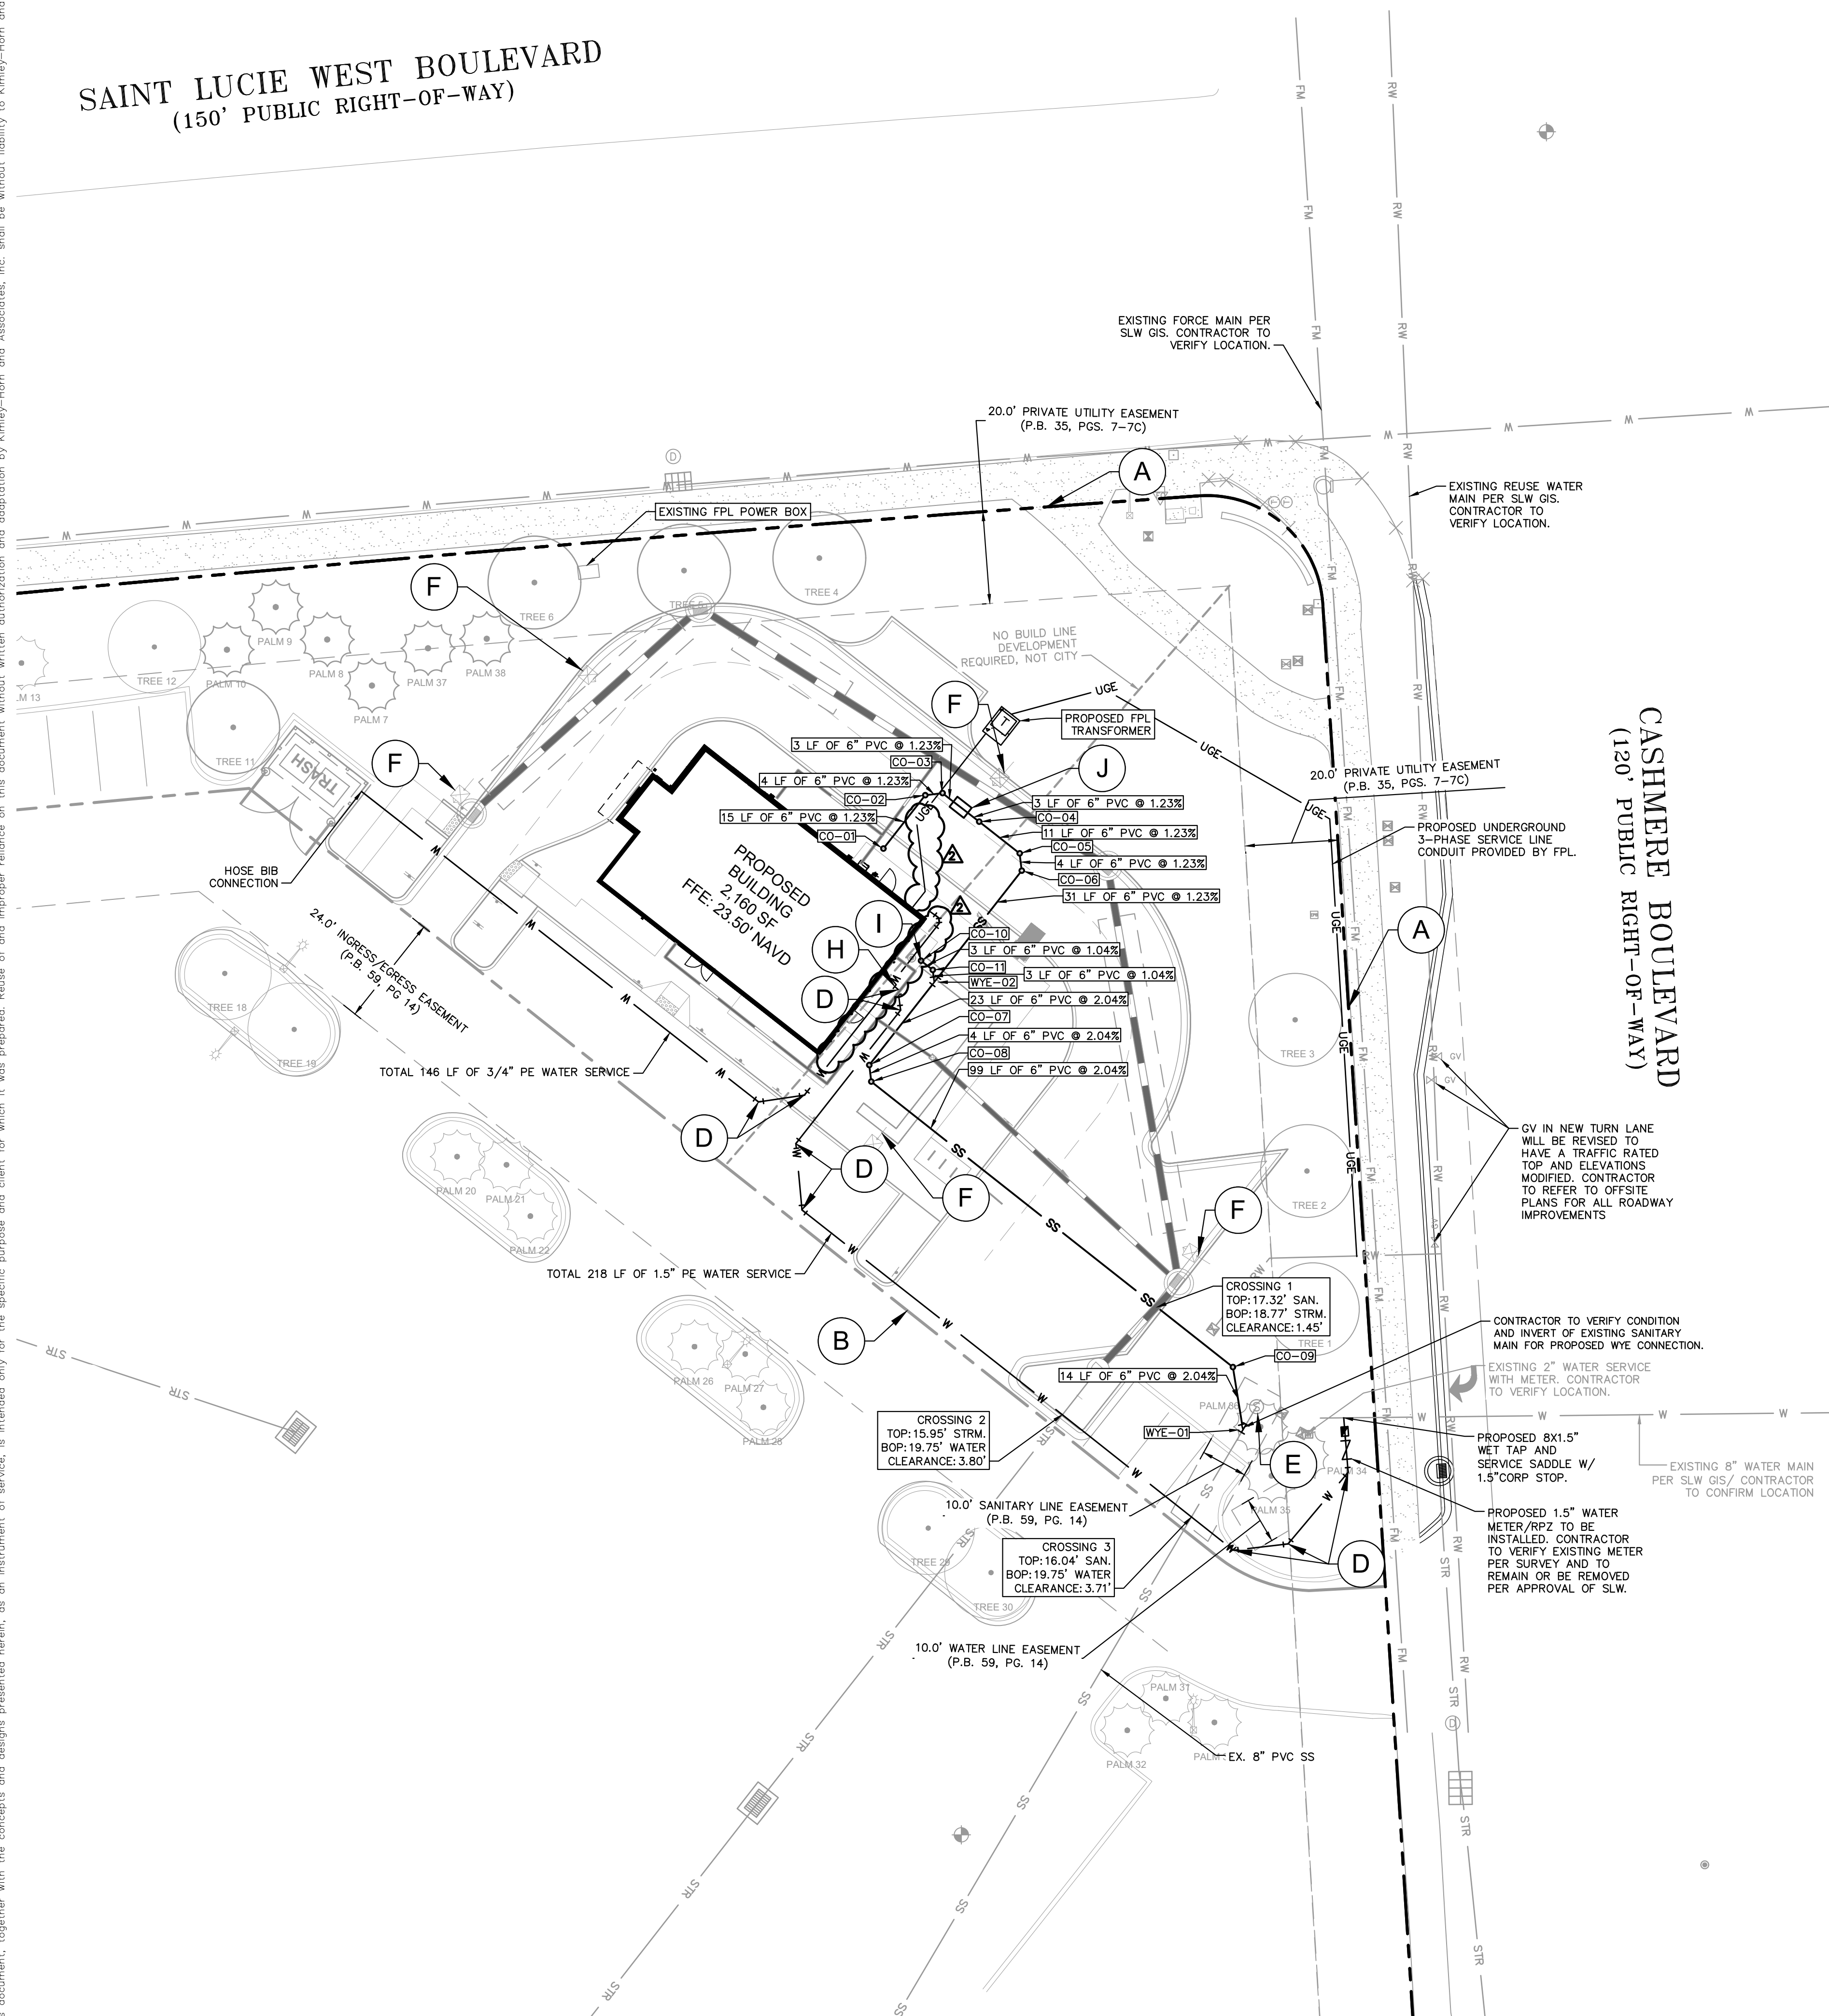 SAINT LUCIE WEST BOULEVARD
(150' PUBLIC RIGHT-OF-WAY)
CASHMERE BOULEVARD
(120' PUBLIC RIGHT-OF-WAY)
EXISTING FORCE MAIN PER
SLW GIS. CONTRACTOR TO
VERIFY LOCATION.
20.0' PRIVATE UTILITY EASEMENT
(P.B. 35, PGS. 7-7C)
A
EXISTING REUSE WATER
MAIN PER SLW GIS.
CONTRACTOR TO
VERIFY LOCATION.
EXISTING FPL POWER BOX
F
TREE 6
TREE 5
TREE 4
TREE 12
PALM 10
PALM 9
PALM 8
PALM 7
PALM 37
PALM 38
TREE 11
TRASH
F
NO BUILD LINE
DEVELOPMENT
REQUIRED, NOT CITY
F
T
PROPOSED FPL
TRANSFORMER
UGE
UGE
UGE
J
3 LF OF 6" PVC @ 1.23%
CO-03
4 LF OF 6" PVC @ 1.23%
CO-02
15 LF OF 6" PVC @ 1.23%
CO-01
3 LF OF 6" PVC @ 1.23%
CO-04
11 LF OF 6" PVC @ 1.23%
CO-05
4 LF OF 6" PVC @ 1.23%
CO-06
31 LF OF 6" PVC @ 1.23%
20.0' PRIVATE UTILITY EASEMENT
(P.B. 35, PGS. 7-7C)
PROPOSED UNDERGROUND
3-PHASE SERVICE LINE
CONDUIT PROVIDED BY FPL.
PROPOSED
BUILDING
2,160 SF
FFE: 23.50' NAVD
2
2
HOSE BIB
CONNECTION
24.0' INGRESS/EGRESS EASEMENT
(P.B. 59, PG 14)
TREE 18
TREE 19
I
H
D
CO-10
3 LF OF 6" PVC @ 1.04%
CO-11
3 LF OF 6" PVC @ 1.04%
WYE-02
23 LF OF 6" PVC @ 2.04%
CO-07
4 LF OF 6" PVC @ 2.04%
CO-08
99 LF OF 6" PVC @ 2.04%
A
TREE 3
GV
GV
TOTAL 146 LF OF 3/4" PE WATER SERVICE
D
D
F
F
TREE 2
GV IN NEW TURN LANE
WILL BE REVISED TO
HAVE A TRAFFIC RATED
TOP AND ELEVATIONS
MODIFIED. CONTRACTOR
TO REFER TO OFFSITE
PLANS FOR ALL ROADWAY
IMPROVEMENTS
PALM 20
PALM 21
PALM 22
TOTAL 218 LF OF 1.5" PE WATER SERVICE
B
CROSSING 1
TOP:17.32' SAN.
BOP:18.77' STRM.
CLEARANCE:1.45'
TREE 1
CO-09
CONTRACTOR TO VERIFY CONDITION
AND INVERT OF EXISTING SANITARY
MAIN FOR PROPOSED WYE CONNECTION.
EXISTING 2" WATER SERVICE
WITH METER. CONTRACTOR
TO VERIFY LOCATION.
14 LF OF 6" PVC @ 2.04%
PALM 26
PALM 27
PALM 28
CROSSING 2
TOP:15.95' STRM.
BOP:19.75' WATER
CLEARANCE:3.80'
WYE-01
S
E
PALM 34
PALM 35
PROPOSED 8X1.5"
WET TAP AND
SERVICE SADDLE W/
1.5"CORP STOP.
EXISTING 8" WATER MAIN
PER SLW GIS/ CONTRACTOR
TO CONFIRM LOCATION
10.0' SANITARY LINE EASEMENT
(P.B. 59, PG. 14)
CROSSING 3
TOP:16.04' SAN.
BOP:19.75' WATER
CLEARANCE:3.71'
D
PROPOSED 1.5" WATER
METER/RPZ TO BE
INSTALLED. CONTRACTOR
TO VERIFY EXISTING METER
PER SURVEY AND TO
REMAIN OR BE REMOVED
PER APPROVAL OF SLW.
TREE 29
TREE 30
10.0' WATER LINE EASEMENT
(P.B. 59, PG. 14)
PALM 31
PALM 32
PALM
EX. 8" PVC SS
STR
STR
SS
SS
FM
RW
W
D